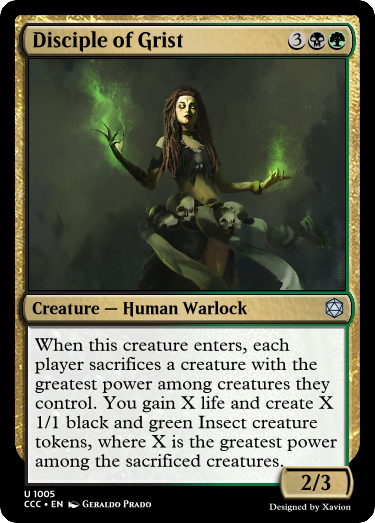 Disciple of Grist 3
Creature — Human Warlock
When this creature enters, each
player sacrifices a creature with the
greatest power among creatures they
control. You gain X life and create X
1/1 black and green Insect creature
tokens, where X is the greatest power
among the sacrificed creatures.
2/3
U 1005
CCC • EN Geraldo Prado
Designed by Xavion